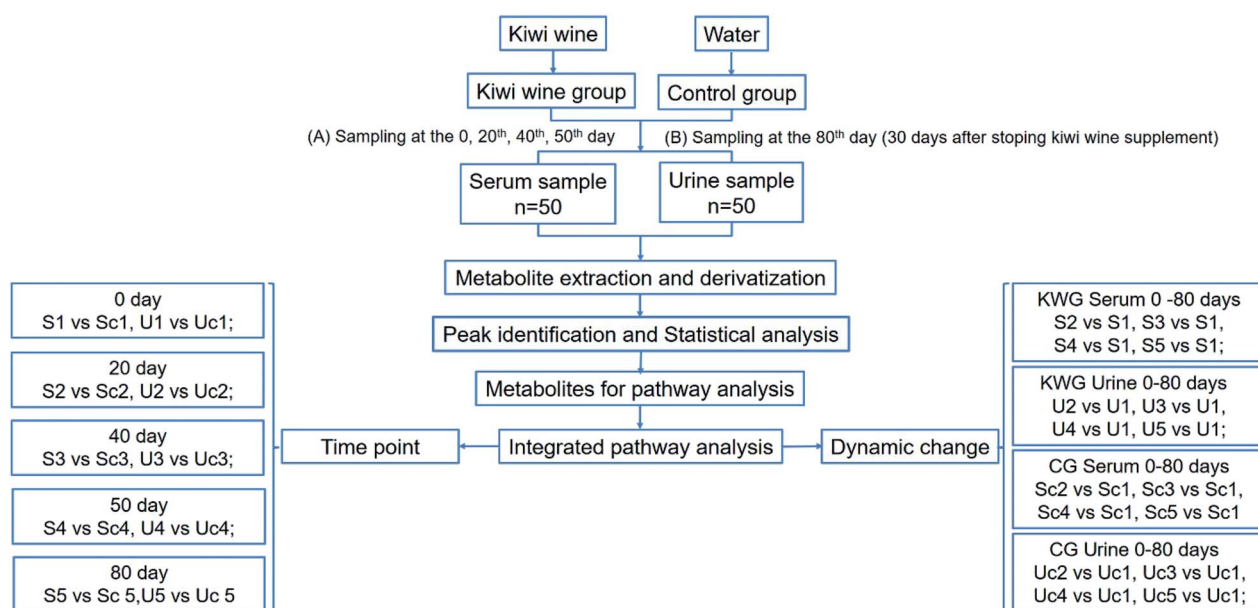 Kiwi wine
Water
Kiwi wine group
Control group
(A) Sampling at the 0, 20th, 40th, 50th day
(B) Sampling at the 80th day (30 days after stoping kiwi wine supplement)
Serum sample
n=50
Urine sample
n=50
Metabolite extraction and derivatization
Peak identification and Statistical analysis
Metabolites for pathway analysis
Time point
Integrated pathway analysis
Dynamic change
0 day
S1 vs Sc1, U1 vs Uc1;
20 day
S2 vs Sc2, U2 vs Uc2;
40 day
S3 vs Sc3, U3 vs Uc3;
50 day
S4 vs Sc4, U4 vs Uc4;
80 day
S5 vs Sc 5,U5 vs Uc 5
KWG Serum 0 -80 days
S2 vs S1, S3 vs S1,
S4 vs S1, S5 vs S1;
KWG Urine 0-80 days
U2 vs U1, U3 vs U1,
U4 vs U1, U5 vs U1;
CG Serum 0-80 days
Sc2 vs Sc1, Sc3 vs Sc1,
Sc4 vs Sc1, Sc5 vs Sc1
CG Urine 0-80 days
Uc2 vs Uc1, Uc3 vs Uc1,
Uc4 vs Uc1, Uc5 vs Uc1;